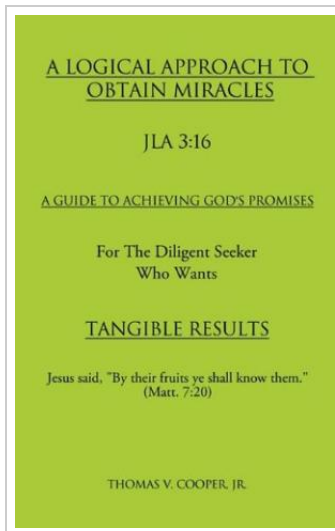 A LOGICAL APPROACH TO
OBTAIN MIRACLES
JLA 3:16
A GUIDE TO ACHIEVING GOD'S PROMISES
For The Diligent Seeker
Who Wants
TANGIBLE RESULTS
Jesus said, "By their fruits ye shall know them."
(Matt. 7:20)
THOMAS V. COOPER, JR.